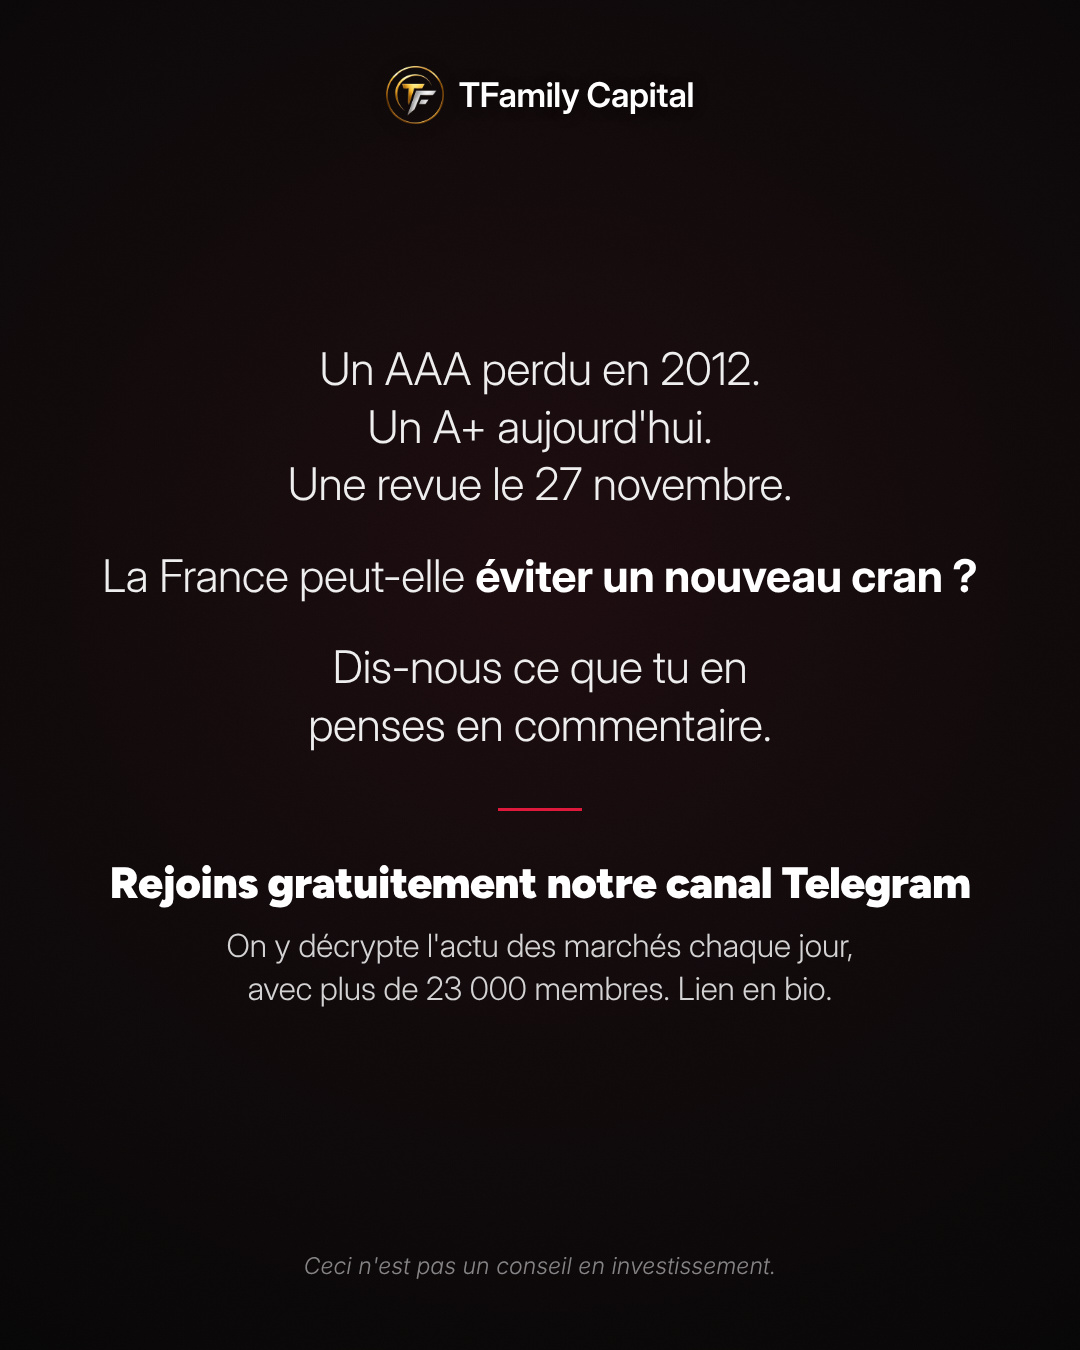 TF TFamily Capital
Un AAA perdu en 2012.
Un A+ aujourd'hui.
Une revue le 27 novembre.
La France peut-elle éviter un nouveau cran ?
Dis-nous ce que tu en
penses en commentaire.
Rejoins gratuitement notre canal Telegram
On y décrypte l'actu des marchés chaque jour,
avec plus de 23 000 membres. Lien en bio.
Ceci n'est pas un conseil en investissement.